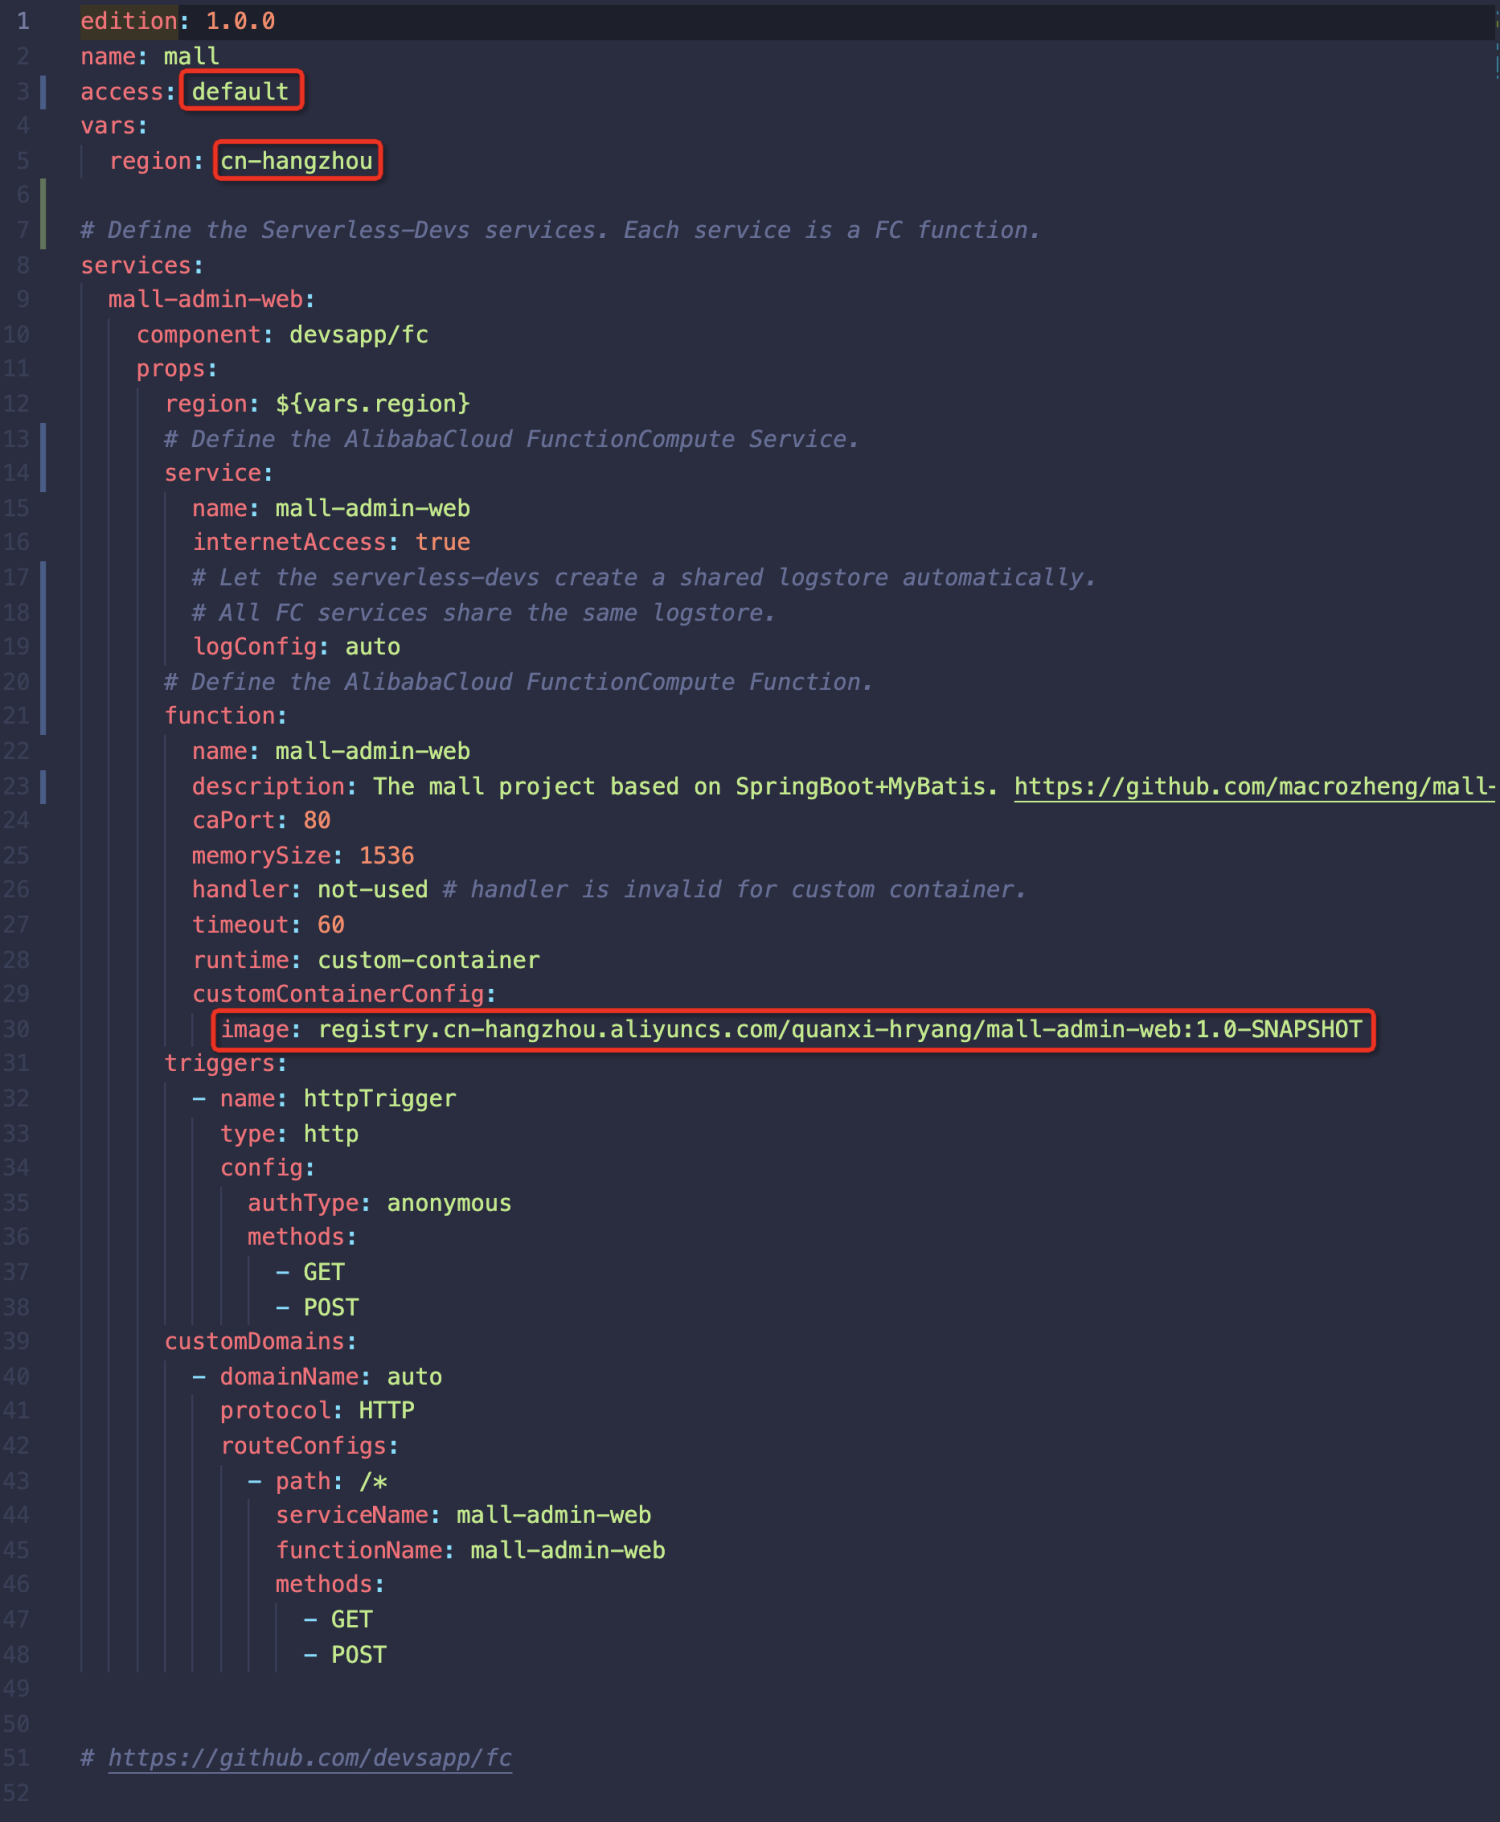 1 edition: 1.0.0
2 name: mall
3 access: default
4 vars:
5 region: cn-hangzhou
6
7 # Define the Serverless-Devs services. Each service is a FC function.
8 services:
9 mall-admin-web:
10 component: devsapp/fc
11 props:
12 region: ${vars.region}
13 # Define the AlibabaCloud FunctionCompute Service.
14 service:
15 name: mall-admin-web
16 internetAccess: true
17 # Let the serverless-devs create a shared logstore automatically.
18 # All FC services share the same logstore.
19 logConfig: auto
20 # Define the AlibabaCloud FunctionCompute Function.
21 function:
22 name: mall-admin-web
23 description: The mall project based on SpringBoot+MyBatis. https://github.com/macrozheng/mall-
24 caPort: 80
25 memorySize: 1536
26 handler: not-used # handler is invalid for custom container.
27 timeout: 60
28 runtime: custom-container
29 customContainerConfig:
30 image: registry.cn-hangzhou.aliyuncs.com/quanxi-hryang/mall-admin-web:1.0-SNAPSHOT
31 triggers:
32 - name: httpTrigger
33 type: http
34 config:
35 authType: anonymous
36 methods:
37 - GET
38 - POST
39 customDomains:
40 - domainName: auto
41 protocol: HTTP
42 routeConfigs:
43 - path: /*
44 serviceName: mall-admin-web
45 functionName: mall-admin-web
46 methods:
47 - GET
48 - POST
49
50
51 # https://github.com/devsapp/fc
52